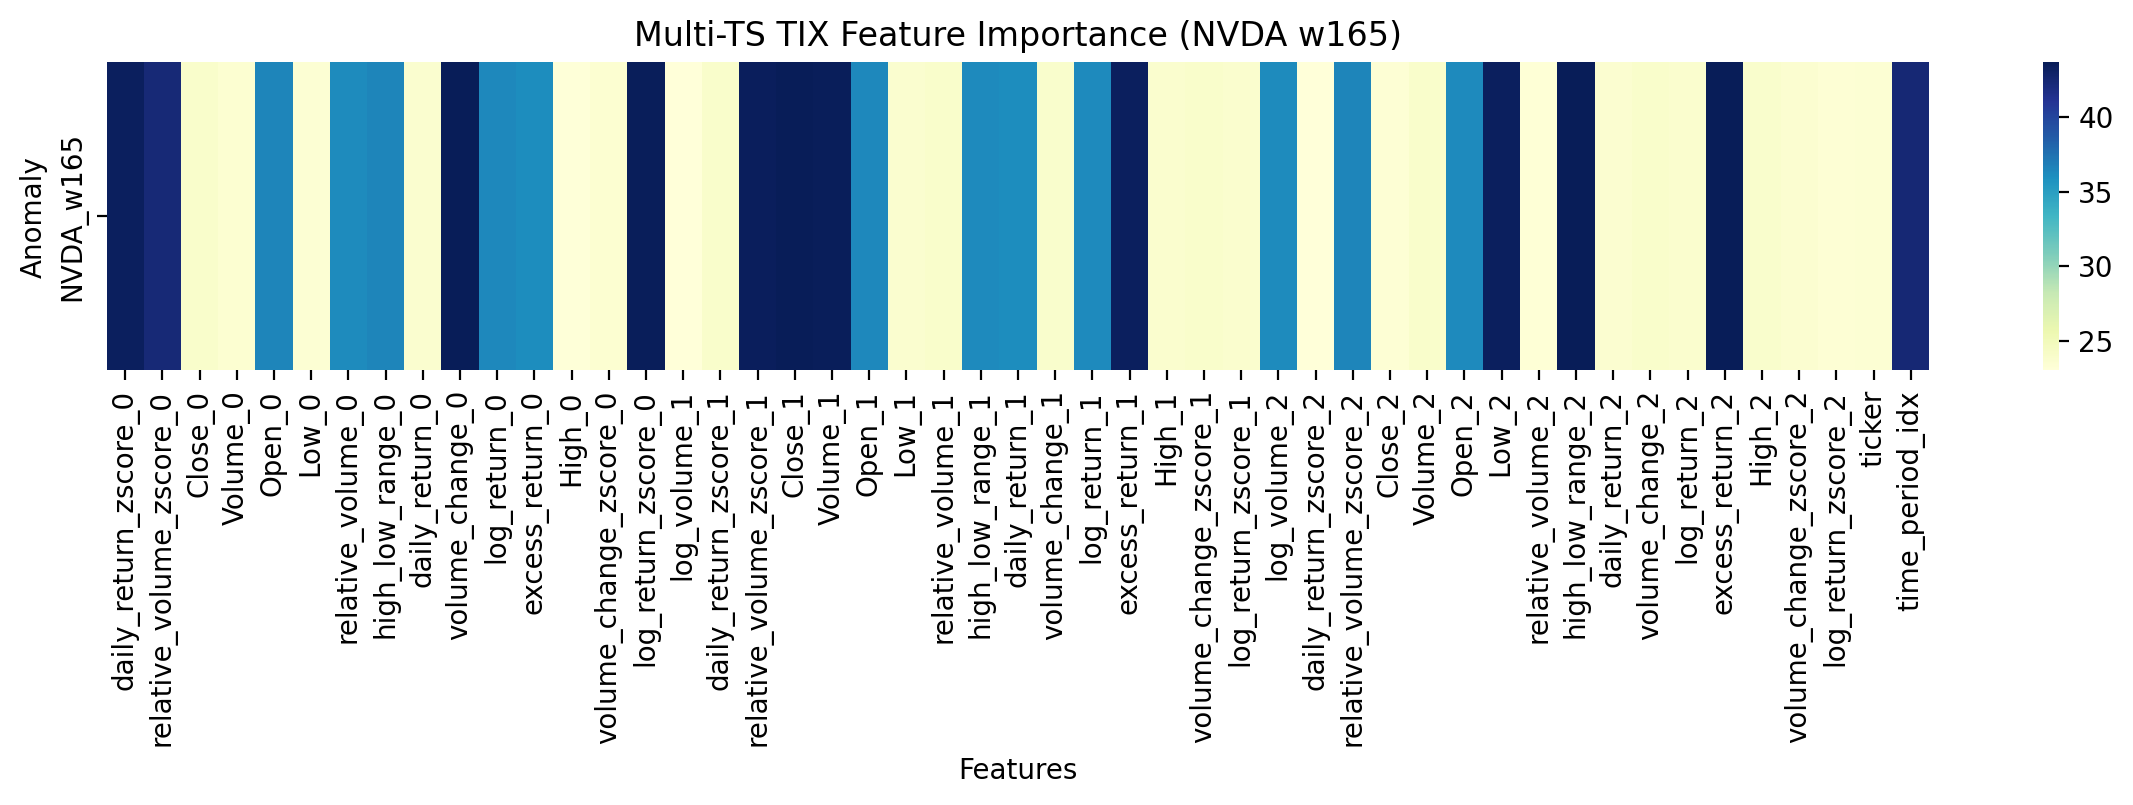 Multi-TS TIX Feature Importance (NVDA w165)
Anomaly
NVDA_w165
40
35
30
25
daily_return_zscore_0
relative_volume_zscore_0
Close_0
Volume_0
Open_0
Low_0
relative_volume_0
high_low_range_0
daily_return_0
volume_change_0
log_return_0
excess_return_0
High_0
volume_change_zscore_0
log_return_zscore_0
log_volume_1
daily_return_zscore_1
relative_volume_zscore_1
Close_1
Volume_1
Open_1
Low_1
relative_volume_1
high_low_range_1
daily_return_1
volume_change_1
log_return_1
excess_return_1
High_1
volume_change_zscore_1
log_return_zscore_1
log_volume_2
daily_return_zscore_2
relative_volume_zscore_2
Close_2
Volume_2
Open_2
Low_2
relative_volume_2
high_low_range_2
daily_return_2
volume_change_2
log_return_2
excess_return_2
High_2
volume_change_zscore_2
log_return_zscore_2
ticker
time_period_idx
Features